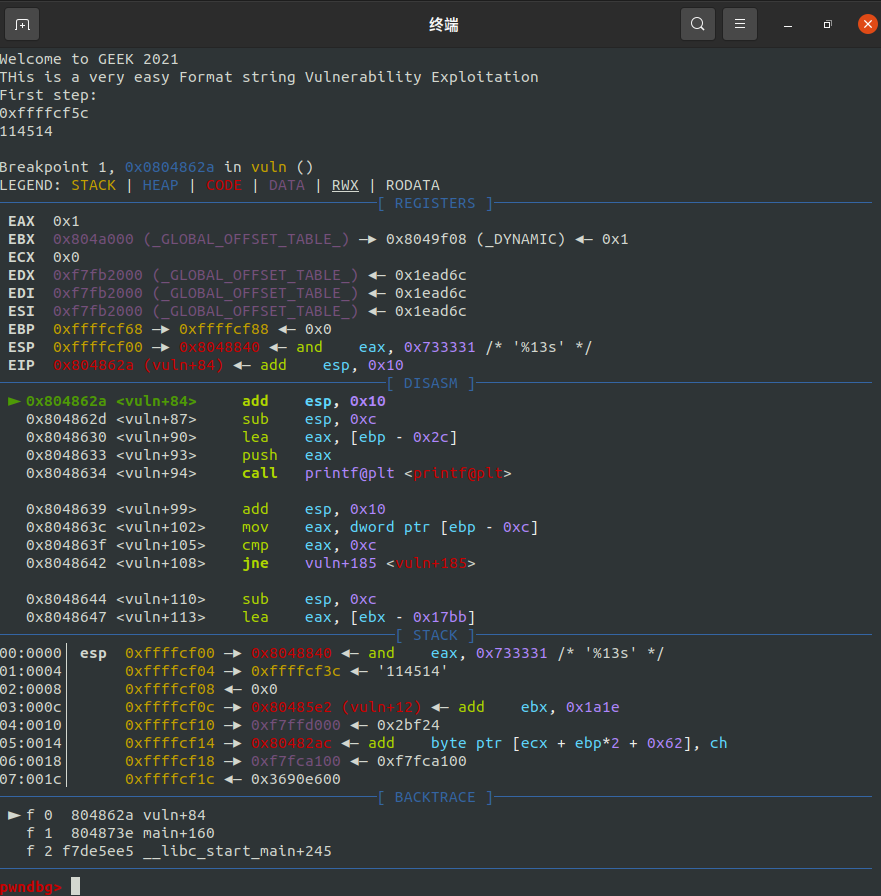 终端
Welcome to GEEK 2021
THis is a very easy Format string Vulnerability Exploitation
First step:
0xffffcf5c
114514
Breakpoint 1, 0x0804862a in vuln ()
LEGEND: STACK | HEAP | CODE | DATA | RWX | RODATA
[ REGISTERS ]
EAX  0x1
EBX  0x804a000 (_GLOBAL_OFFSET_TABLE_) —▸ 0x8049f08 (_DYNAMIC) ◂— 0x1
ECX  0x0
EDX  0xf7fb2000 (_GLOBAL_OFFSET_TABLE_) ◂— 0x1ead6c
EDI  0xf7fb2000 (_GLOBAL_OFFSET_TABLE_) ◂— 0x1ead6c
ESI  0xf7fb2000 (_GLOBAL_OFFSET_TABLE_) ◂— 0x1ead6c
EBP  0xffffcf68 —▸ 0xffffcf88 ◂— 0x0
ESP  0xffffcf00 —▸ 0x8048840 ◂— and    eax, 0x733331 /* '%13s' */
EIP  0x804862a (vuln+84) ◂— add    esp, 0x10
[ DISASM ]
► 0x804862a <vuln+84>     add    esp, 0x10
0x804862d <vuln+87>     sub    esp, 0xc
0x8048630 <vuln+90>     lea    eax, [ebp - 0x2c]
0x8048633 <vuln+93>     push   eax
0x8048634 <vuln+94>     call   printf@plt <printf@plt>
0x8048639 <vuln+99>     add    esp, 0x10
0x804863c <vuln+102>    mov    eax, dword ptr [ebp - 0xc]
0x804863f <vuln+105>    cmp    eax, 0xc
0x8048642 <vuln+108>    jne    vuln+185 <vuln+185>
0x8048644 <vuln+110>    sub    esp, 0xc
0x8048647 <vuln+113>    lea    eax, [ebx - 0x17bb]
[ STACK ]
00:0000│ esp  0xffffcf00 —▸ 0x8048840 ◂— and    eax, 0x733331 /* '%13s' */
01:0004│      0xffffcf04 —▸ 0xffffcf3c ◂— '114514'
02:0008│      0xffffcf08 ◂— 0x0
03:000c│      0xffffcf0c —▸ 0x80485e2 (vuln+12) ◂— add    ebx, 0x1a1e
04:0010│      0xffffcf10 —▸ 0xf7ffd000 ◂— 0x2bf24
05:0014│      0xffffcf14 —▸ 0x80482ac ◂— add    byte ptr [ecx + ebp*2 + 0x62], ch
06:0018│      0xffffcf18 —▸ 0xf7fca100 ◂— 0xf7fca100
07:001c│      0xffffcf1c ◂— 0x3690e600
[ BACKTRACE ]
► f 0  804862a vuln+84
f 1  804873e main+160
f 2 f7de5ee5 __libc_start_main+245
pwndbg>